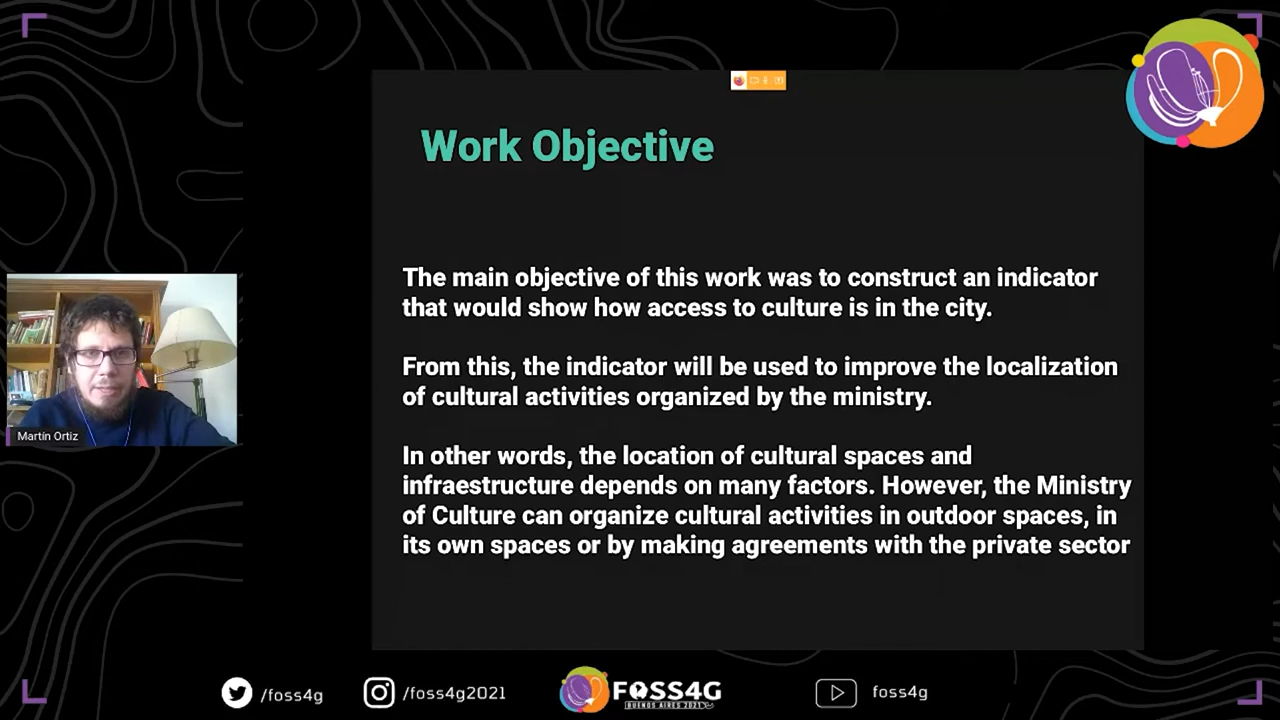 Work Objective
The main objective of this work was to construct an indicator
that would show how access to culture is in the city.
From this, the indicator will be used to improve the localization
of cultural activities organized by the ministry.
In other words, the location of cultural spaces and
infraestructure depends on many factors. However, the Ministry
of Culture can organize cultural activities in outdoor spaces, in
its own spaces or by making agreements with the private sector
Martín Ortiz
/foss4g
/foss4g2021
FOSS4G
BUENOS AIRES 2021
foss4g